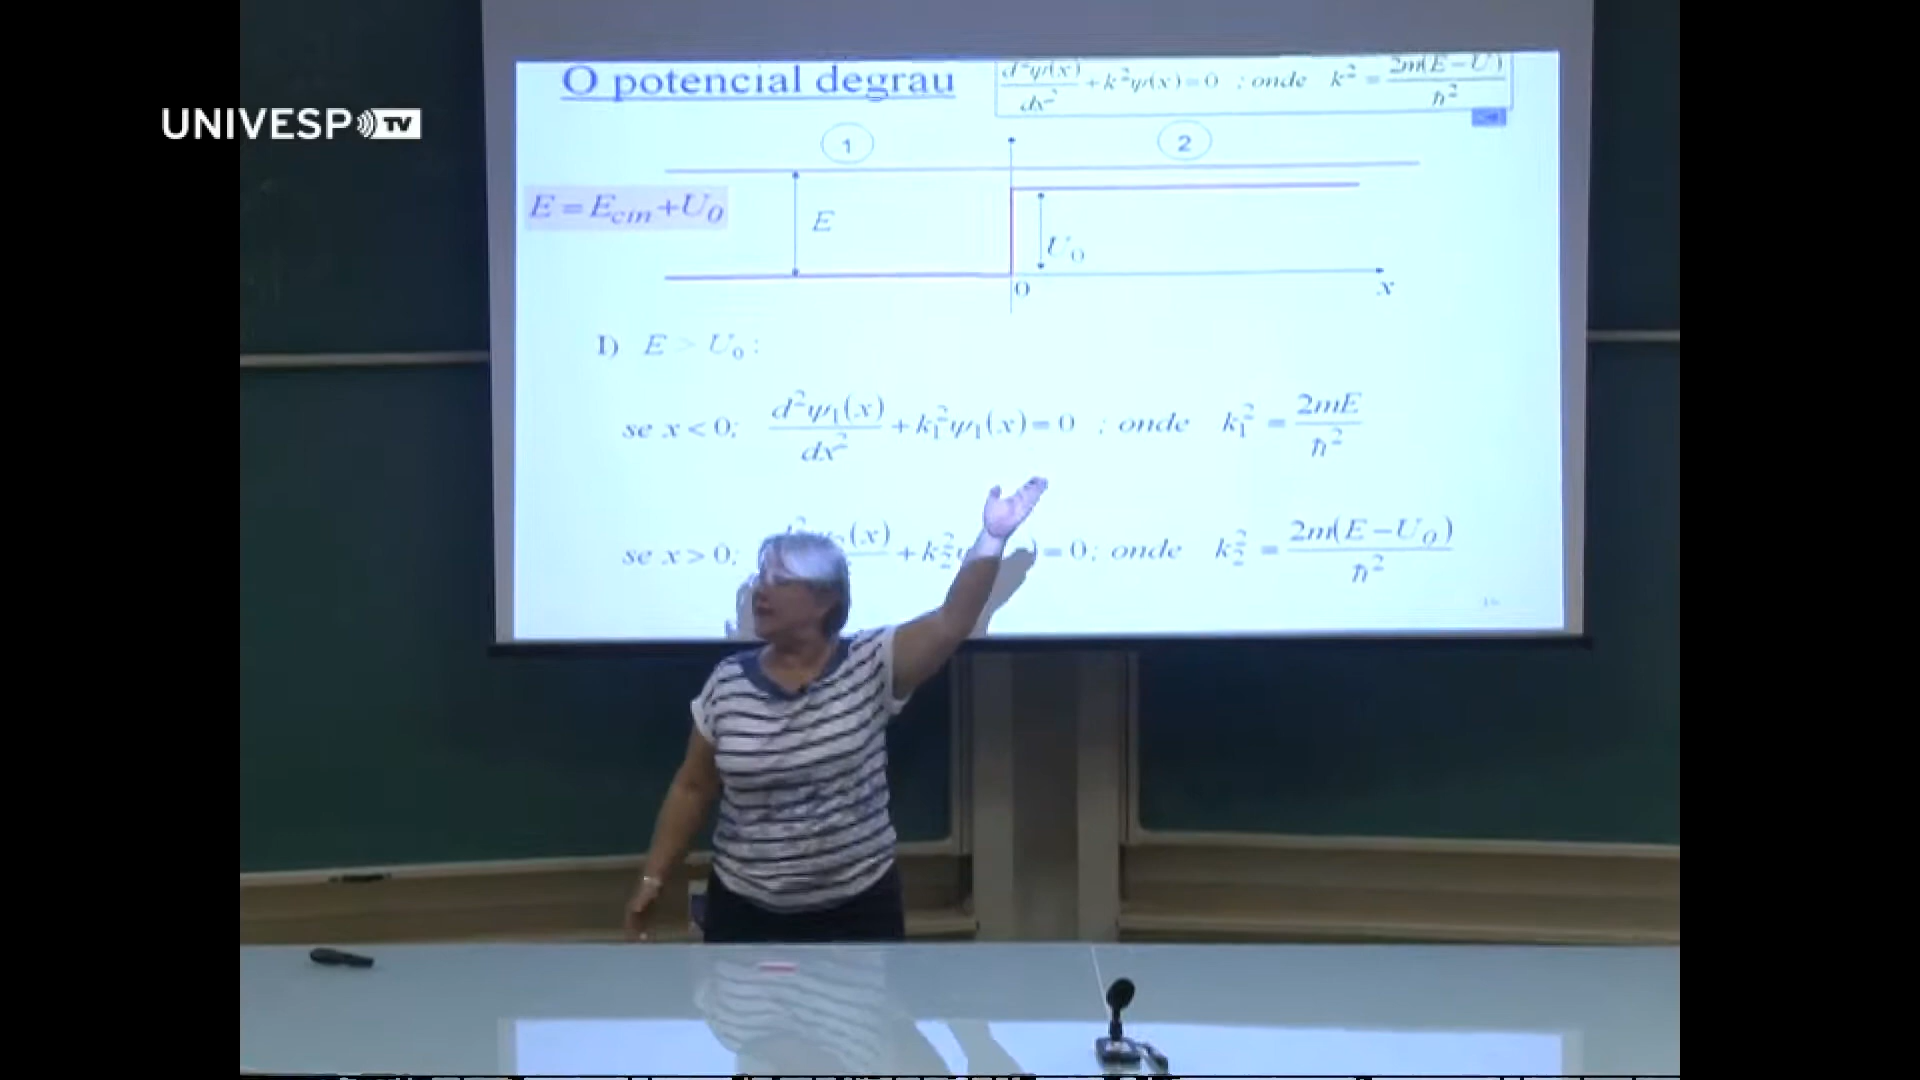 UNIVESP TV
O potencial degrau
d²ψ(x)/dx² + k²ψ(x) = 0 ; onde k² = 2m(E−U)/ħ²
1
2
E = E_cin + U_0
E
U_0
0
x
I) E > U_0 :
se x < 0; d²ψ_1(x)/dx² + k_1²ψ_1(x) = 0 ; onde k_1² = 2mE/ħ²
se x > 0; (x) + k_2² ) = 0; onde k_2² = 2m(E−U_0)/ħ²